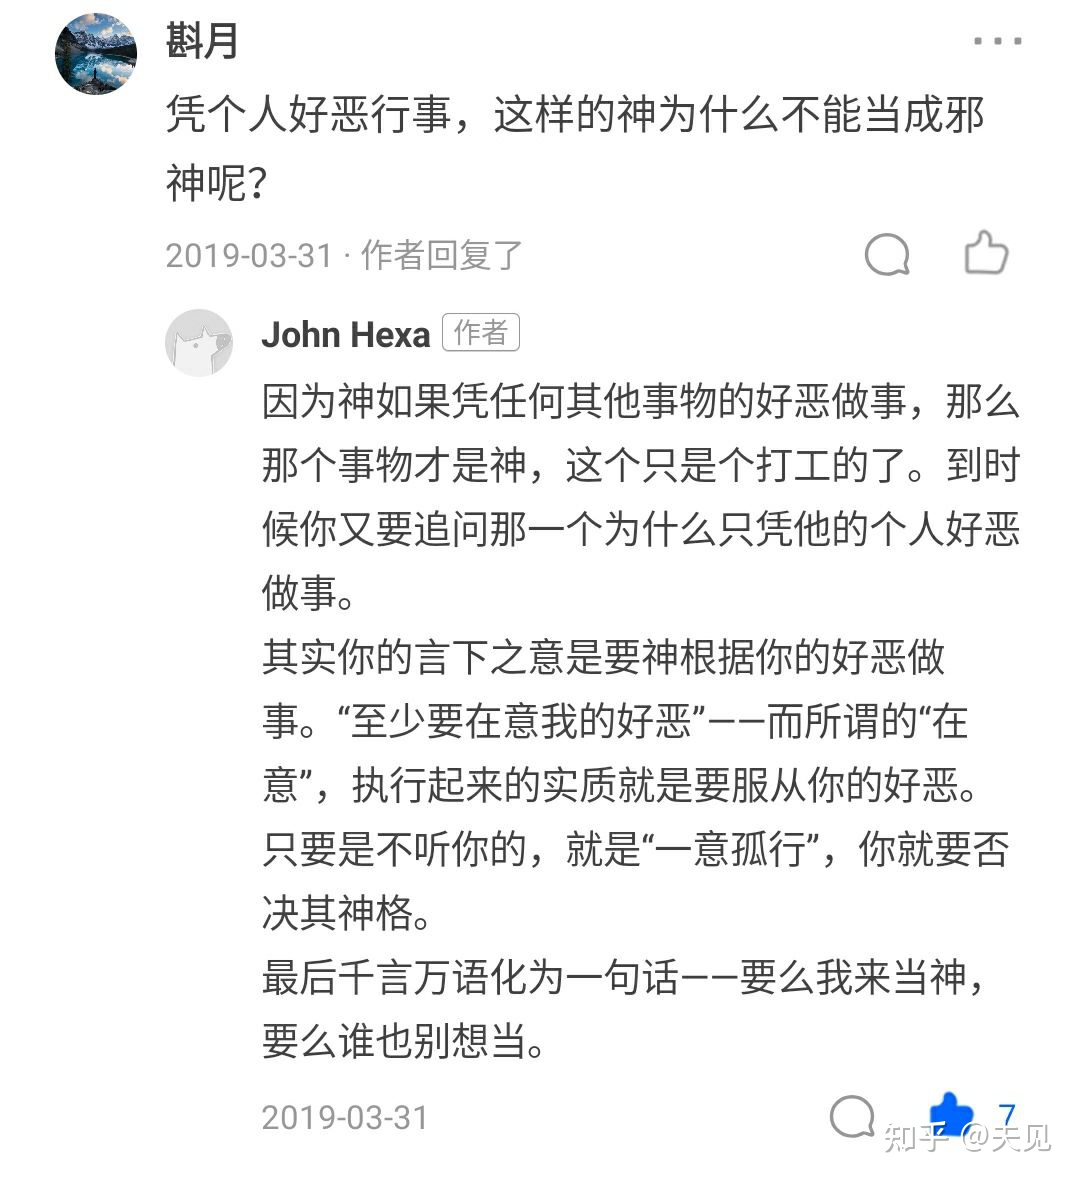 斟月
凭个人好恶行事，这样的神为什么不能当成邪
神呢？
2019-03-31 · 作者回复了
John Hexa 作者
因为神如果凭任何其他事物的好恶做事，那么
那个事物才是神，这个只是个打工的了。到时
候你又要追问那一个为什么只凭他的个人好恶
做事。
其实你的言下之意是要神根据你的好恶做
事。“至少要在意我的好恶”——而所谓的“在
意”，执行起来的实质就是要服从你的好恶。
只要是不听你的，就是“一意孤行”，你就要否
决其神格。
最后千言万语化为一句话——要么我来当神，
要么谁也别想当。
2019-03-31
7
知乎 @天见